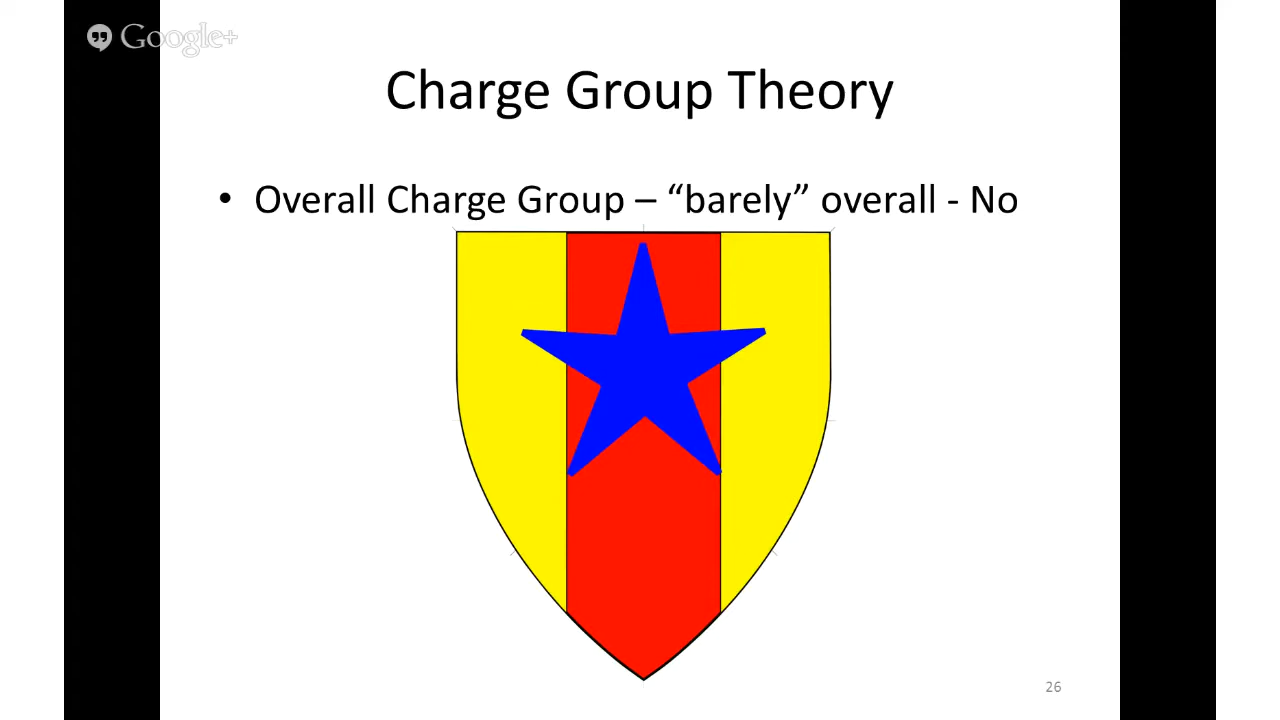 Google+
Charge Group Theory
• Overall Charge Group – “barely” overall - No
26